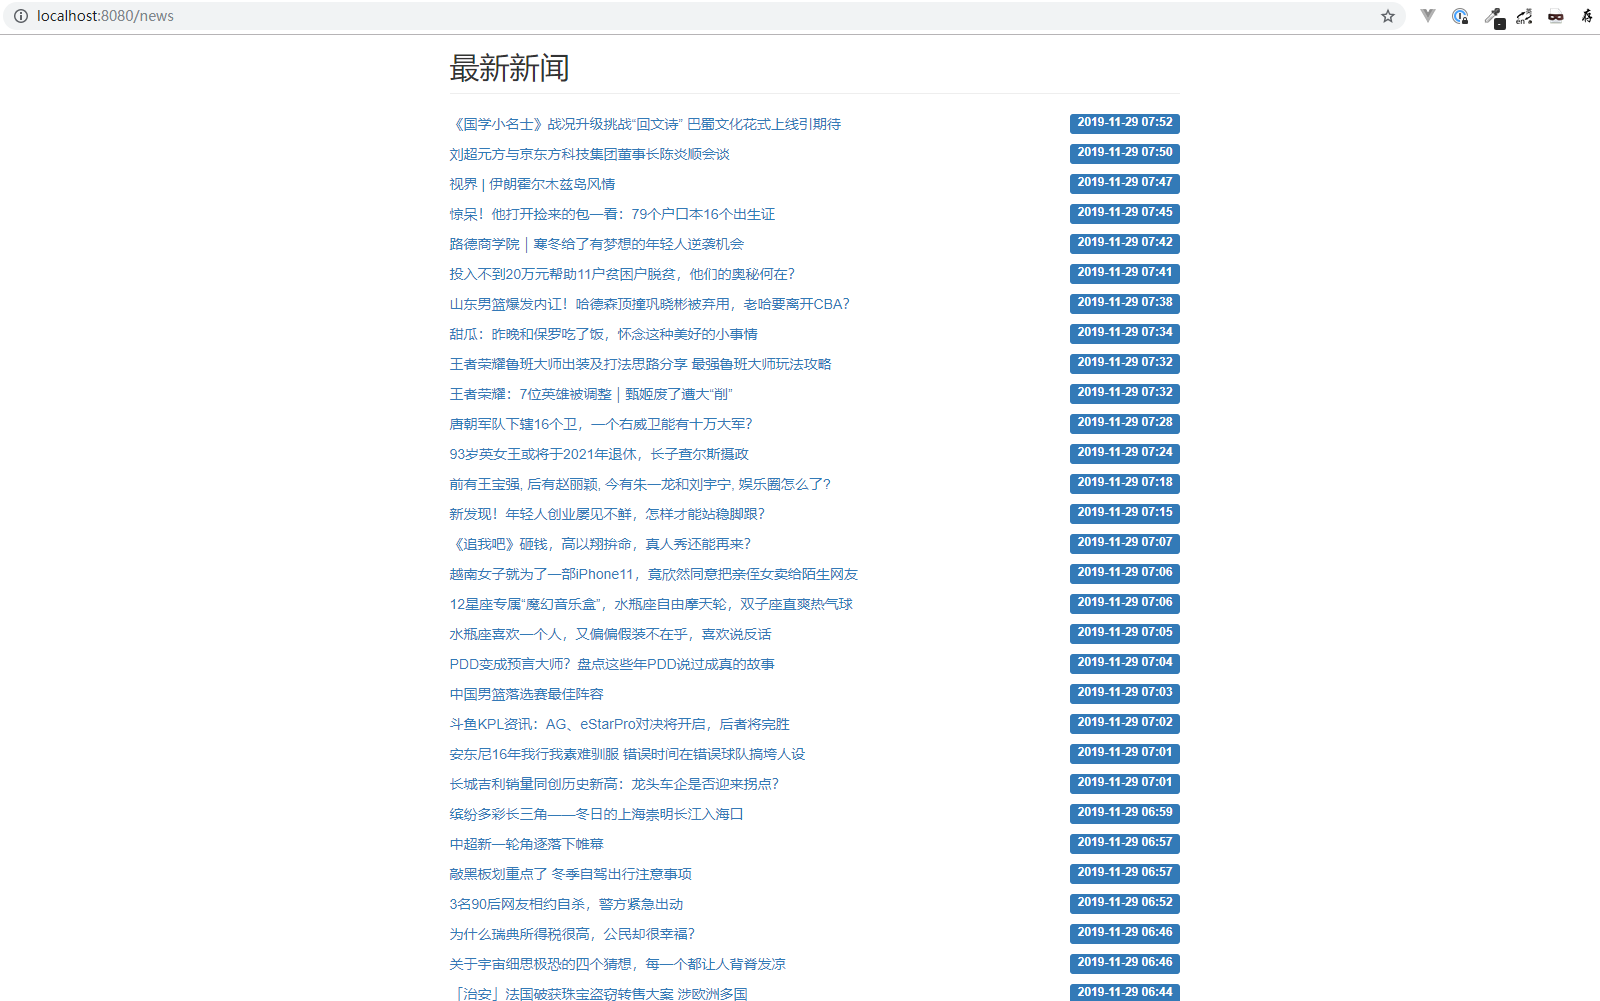 localhost:8080/news
最新新闻
《国学小名士》战况升级挑战“回文诗” 巴蜀文化花式上线引期待 2019-11-29 07:52
刘超元方与京东方科技集团董事长陈炎顺会谈 2019-11-29 07:50
视界 | 伊朗霍尔木兹岛风情 2019-11-29 07:47
惊呆！他打开捡来的包一看：79个户口本16个出生证 2019-11-29 07:45
路德商学院｜寒冬给了有梦想的年轻人逆袭机会 2019-11-29 07:42
投入不到20万元帮助11户贫困户脱贫，他们的奥秘何在？ 2019-11-29 07:41
山东男篮爆发内讧！哈德森顶撞巩晓彬被弃用，老哈要离开CBA？ 2019-11-29 07:38
甜瓜：昨晚和保罗吃了饭，怀念这种美好的小事情 2019-11-29 07:34
王者荣耀鲁班大师出装及打法思路分享 最强鲁班大师玩法攻略 2019-11-29 07:32
王者荣耀：7位英雄被调整｜甄姬废了遭大“削” 2019-11-29 07:32
唐朝军队下辖16个卫，一个右威卫能有十万大军？ 2019-11-29 07:28
93岁英女王或将于2021年退休，长子查尔斯摄政 2019-11-29 07:24
前有王宝强, 后有赵丽颖, 今有朱一龙和刘宇宁, 娱乐圈怎么了? 2019-11-29 07:18
新发现！年轻人创业屡见不鲜，怎样才能站稳脚跟？ 2019-11-29 07:15
《追我吧》砸钱，高以翔拚命，真人秀还能再来？ 2019-11-29 07:07
越南女子就为了一部iPhone11，竟欣然同意把亲侄女卖给陌生网友 2019-11-29 07:06
12星座专属“魔幻音乐盒”，水瓶座自由摩天轮，双子座直爽热气球 2019-11-29 07:06
水瓶座喜欢一个人，又偏偏假装不在乎，喜欢说反话 2019-11-29 07:05
PDD变成预言大师？盘点这些年PDD说过成真的故事 2019-11-29 07:04
中国男篮落选赛最佳阵容 2019-11-29 07:03
斗鱼KPL资讯：AG、eStarPro对决将开启，后者将完胜 2019-11-29 07:02
安东尼16年我行我素难驯服 错误时间在错误球队搞垮人设 2019-11-29 07:01
长城吉利销量同创历史新高：龙头车企是否迎来拐点？ 2019-11-29 07:01
缤纷多彩长三角——冬日的上海崇明长江入海口 2019-11-29 06:59
中超新一轮角逐落下帷幕 2019-11-29 06:57
敲黑板划重点了 冬季自驾出行注意事项 2019-11-29 06:57
3名90后网友相约自杀，警方紧急出动 2019-11-29 06:52
为什么瑞典所得税很高，公民却很幸福？ 2019-11-29 06:46
关于宇宙细思极恐的四个猜想，每一个都让人背脊发凉 2019-11-29 06:46
「治安」法国破获珠宝盗窃转售大案 涉欧洲多国 2019-11-29 06:44